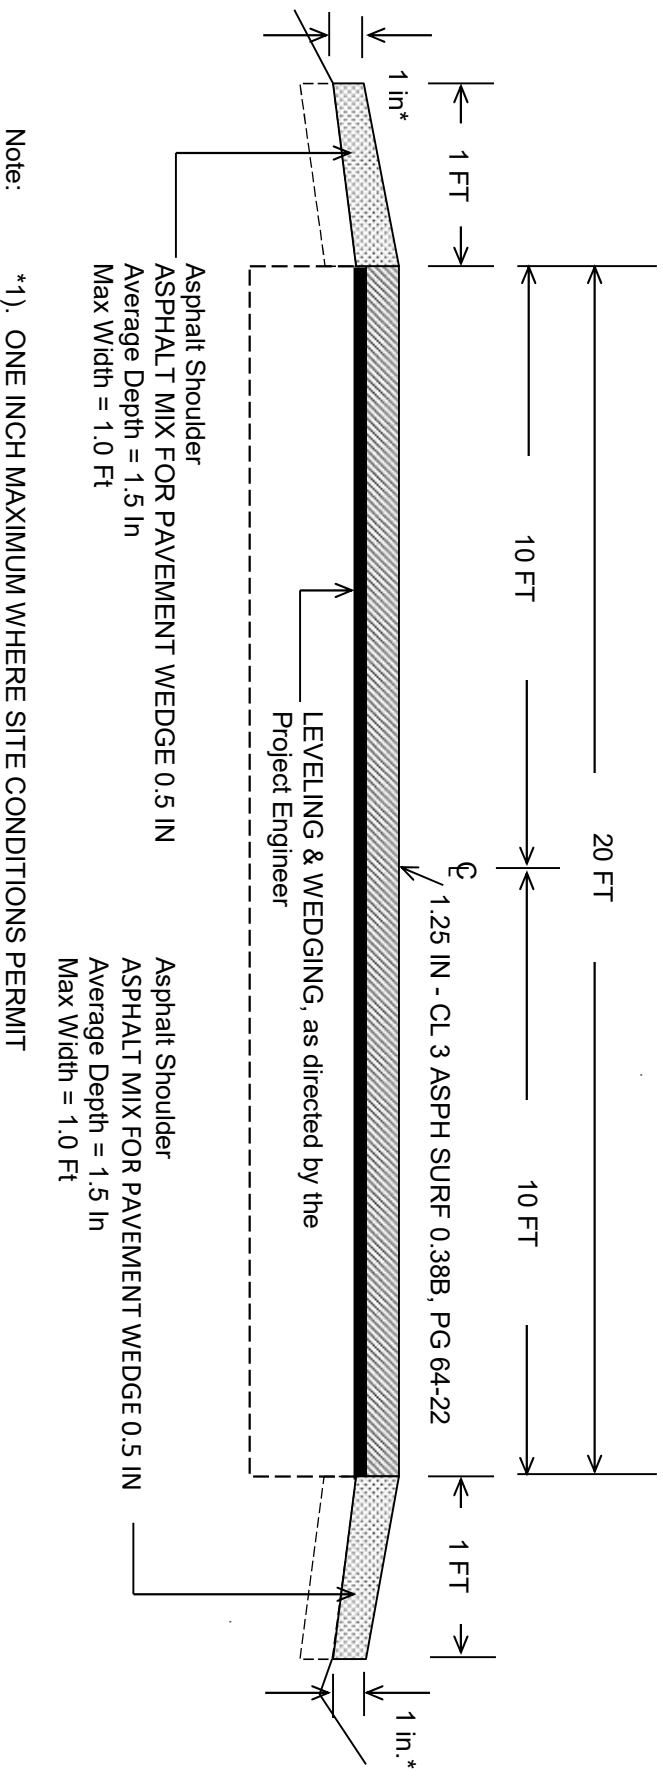 20 FT
10 FT
10 FT
1 FT
1 FT
1 in*
1 in.*
℄
1.25 IN - CL 3 ASPH SURF 0.38B, PG 64-22
LEVELING & WEDGING, as directed by the
Project Engineer
Asphalt Shoulder
ASPHALT MIX FOR PAVEMENT WEDGE 0.5 IN
Average Depth = 1.5 In
Max Width = 1.0 Ft
Asphalt Shoulder
ASPHALT MIX FOR PAVEMENT WEDGE 0.5 IN
Average Depth = 1.5 In
Max Width = 1.0 Ft
Note: *1). ONE INCH MAXIMUM WHERE SITE CONDITIONS PERMIT